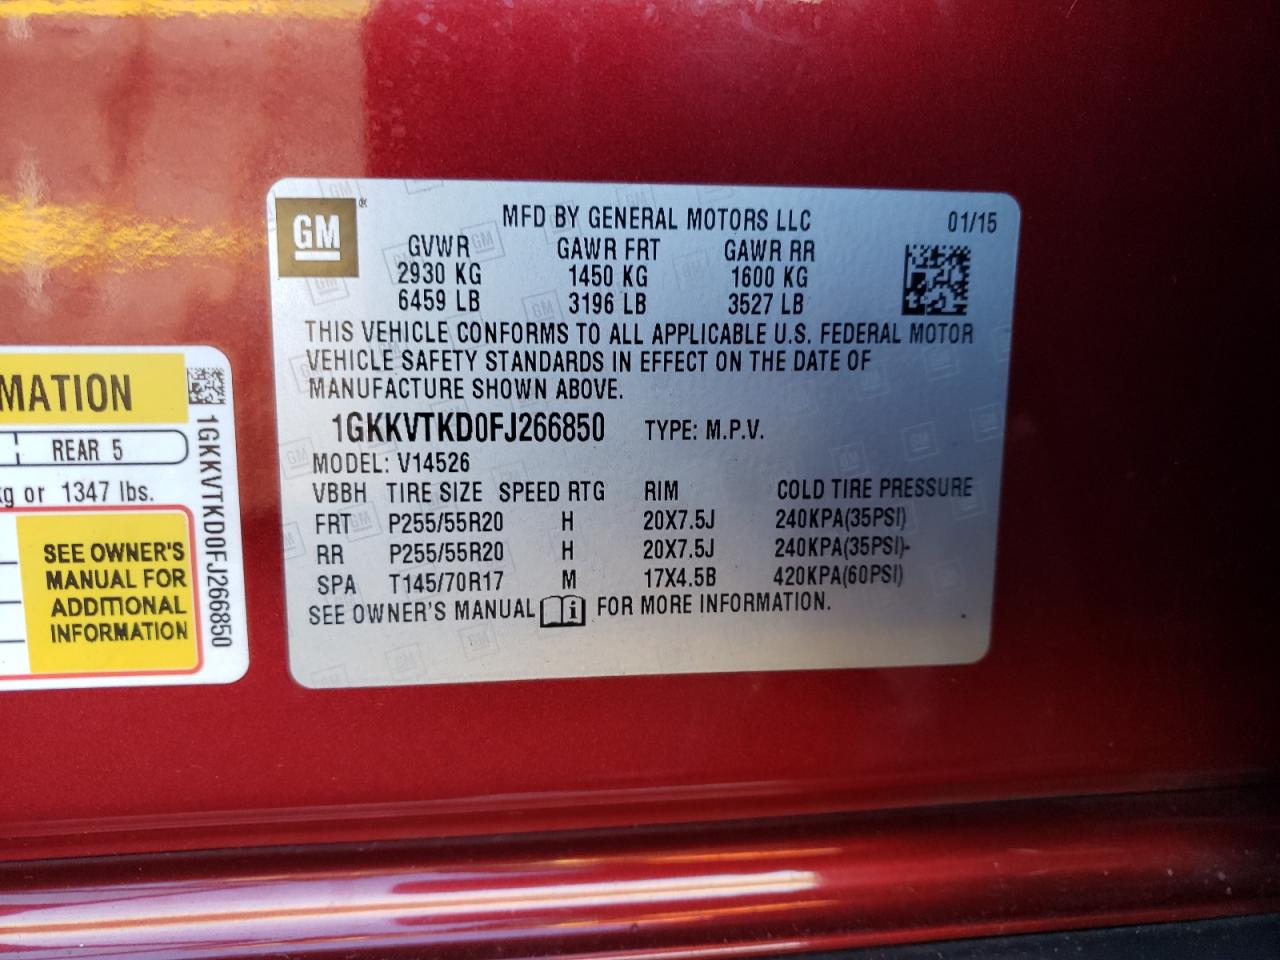 GM
MFD BY GENERAL MOTORS LLC 01/15
GVWR GAWR FRT GAWR RR
2930 KG 1450 KG 1600 KG
6459 LB 3196 LB 3527 LB
THIS VEHICLE CONFORMS TO ALL APPLICABLE U.S. FEDERAL MOTOR
VEHICLE SAFETY STANDARDS IN EFFECT ON THE DATE OF
MANUFACTURE SHOWN ABOVE.
1GKKVTKD0FJ266850 TYPE: M.P.V.
MODEL: V14526
VBBH TIRE SIZE SPEED RTG RIM COLD TIRE PRESSURE
FRT P255/55R20 H 20X7.5J 240KPA(35PSI)
RR P255/55R20 H 20X7.5J 240KPA(35PSI)
SPA T145/70R17 M 17X4.5B 420KPA(60PSI)
SEE OWNER'S MANUAL FOR MORE INFORMATION.
MATION
REAR 5
kg or 1347 lbs.
SEE OWNER'S
MANUAL FOR
ADDITIONAL
INFORMATION
1GKKVTKD0FJ266850